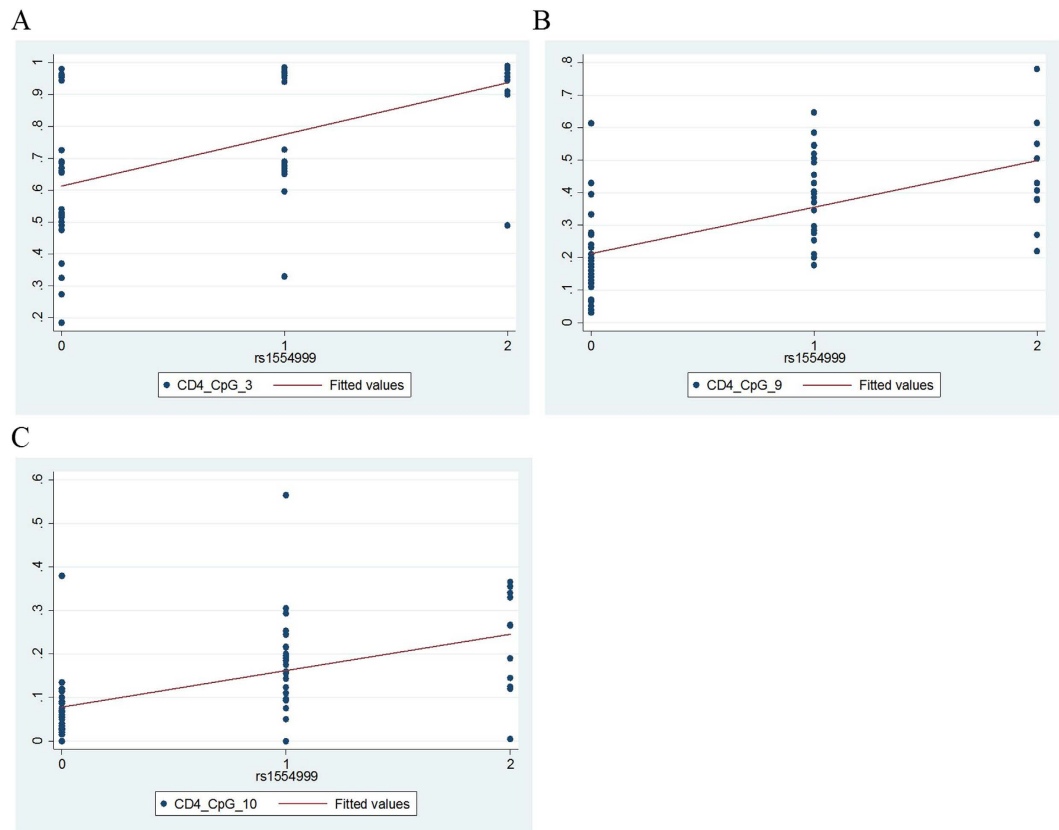 A
1
.9
.8
.7
.6
.5
.4
.3
.2
0 1 2
rs1554999
CD4_CpG_3 Fitted values
B
.8
.7
.6
.5
.4
.3
.2
.1
0
0 1 2
rs1554999
CD4_CpG_9 Fitted values
C
.6
.5
.4
.3
.2
.1
0
0 1 2
rs1554999
CD4_CpG_10 Fitted values